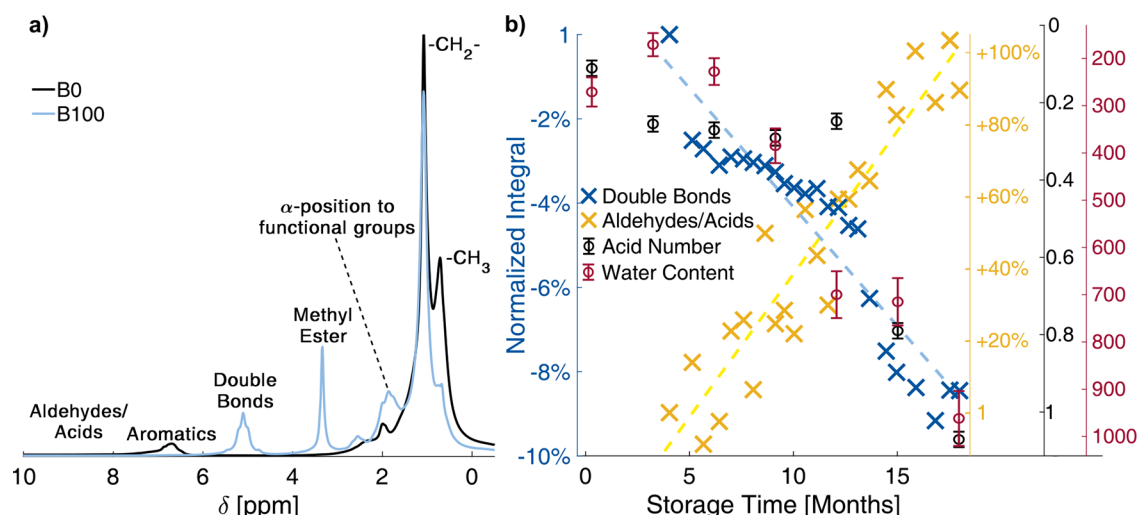 a)
B0
B100
-CH2-
α-position to
functional groups
-CH3
Methyl
Ester
Double
Bonds
Aldehydes/
Acids
Aromatics
10
8
6
4
2
0
δ [ppm]
b)
Normalized Integral
1
-2%
-4%
-6%
-8%
-10%
Double Bonds
Aldehydes/Acids
Acid Number
Water Content
+100%
+80%
+60%
+40%
+20%
1
0
0.2
0.4
0.6
0.8
1
200
300
400
500
600
700
800
900
1000
5
10
15
Storage Time [Months]